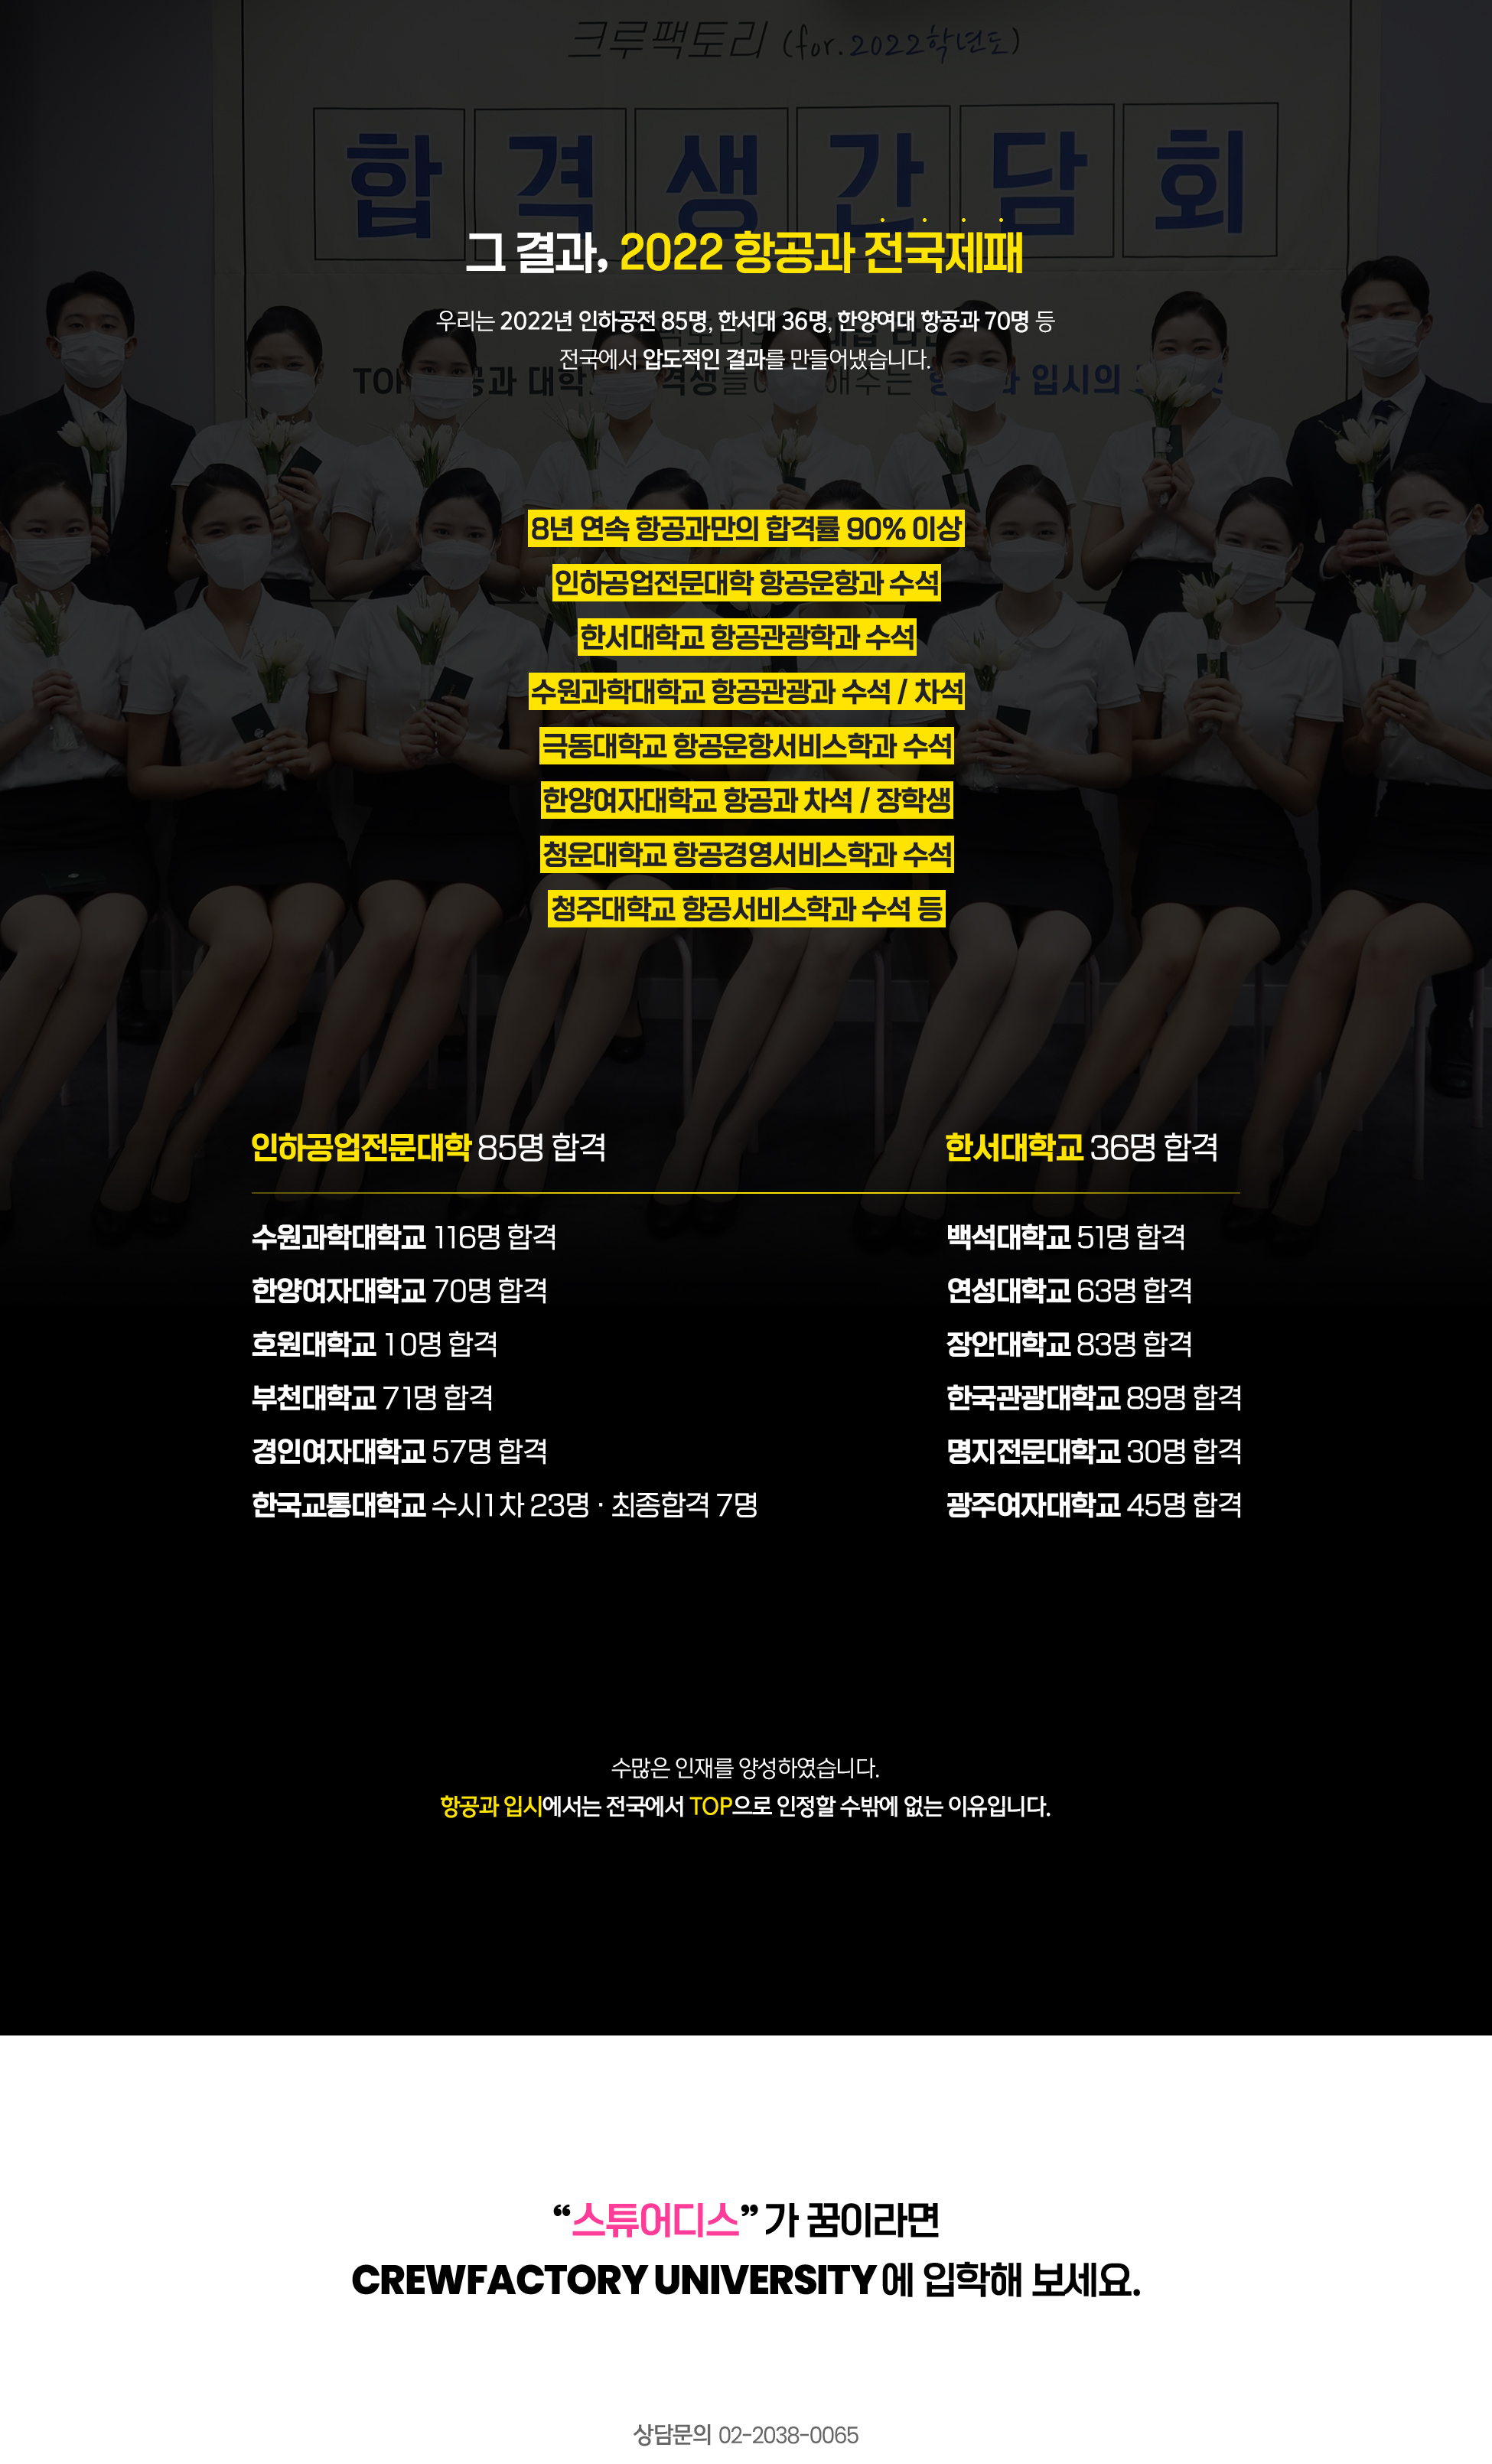 크루팩토리 (for. 2022학년도)
합격생간담회
그 결과, 2022 항공과 전국제패
우리는 2022년 인하공전 85명, 한서대 36명, 한양여대 항공과 70명 등
전국에서 압도적인 결과를 만들어냈습니다.
8년 연속 항공과만의 합격률 90% 이상
인하공업전문대학 항공운항과 수석
한서대학교 항공관광학과 수석
수원과학대학교 항공관광과 수석 / 차석
극동대학교 항공운항서비스학과 수석
한양여자대학교 항공과 차석 / 장학생
청운대학교 항공경영서비스학과 수석
청주대학교 항공서비스학과 수석 등
인하공업전문대학 85명 합격
한서대학교 36명 합격
수원과학대학교 116명 합격
백석대학교 51명 합격
한양여자대학교 70명 합격
연성대학교 63명 합격
호원대학교 10명 합격
장안대학교 83명 합격
부천대학교 71명 합격
한국관광대학교 89명 합격
경인여자대학교 57명 합격
명지전문대학교 30명 합격
한국교통대학교 수시1차 23명 · 최종합격 7명
광주여자대학교 45명 합격
수많은 인재를 양성하였습니다.
항공과 입시에서는 전국에서 TOP으로 인정할 수밖에 없는 이유입니다.
“스튜어디스” 가 꿈이라면
CREWFACTORY UNIVERSITY에 입학해 보세요.
상담문의 02-2038-0065